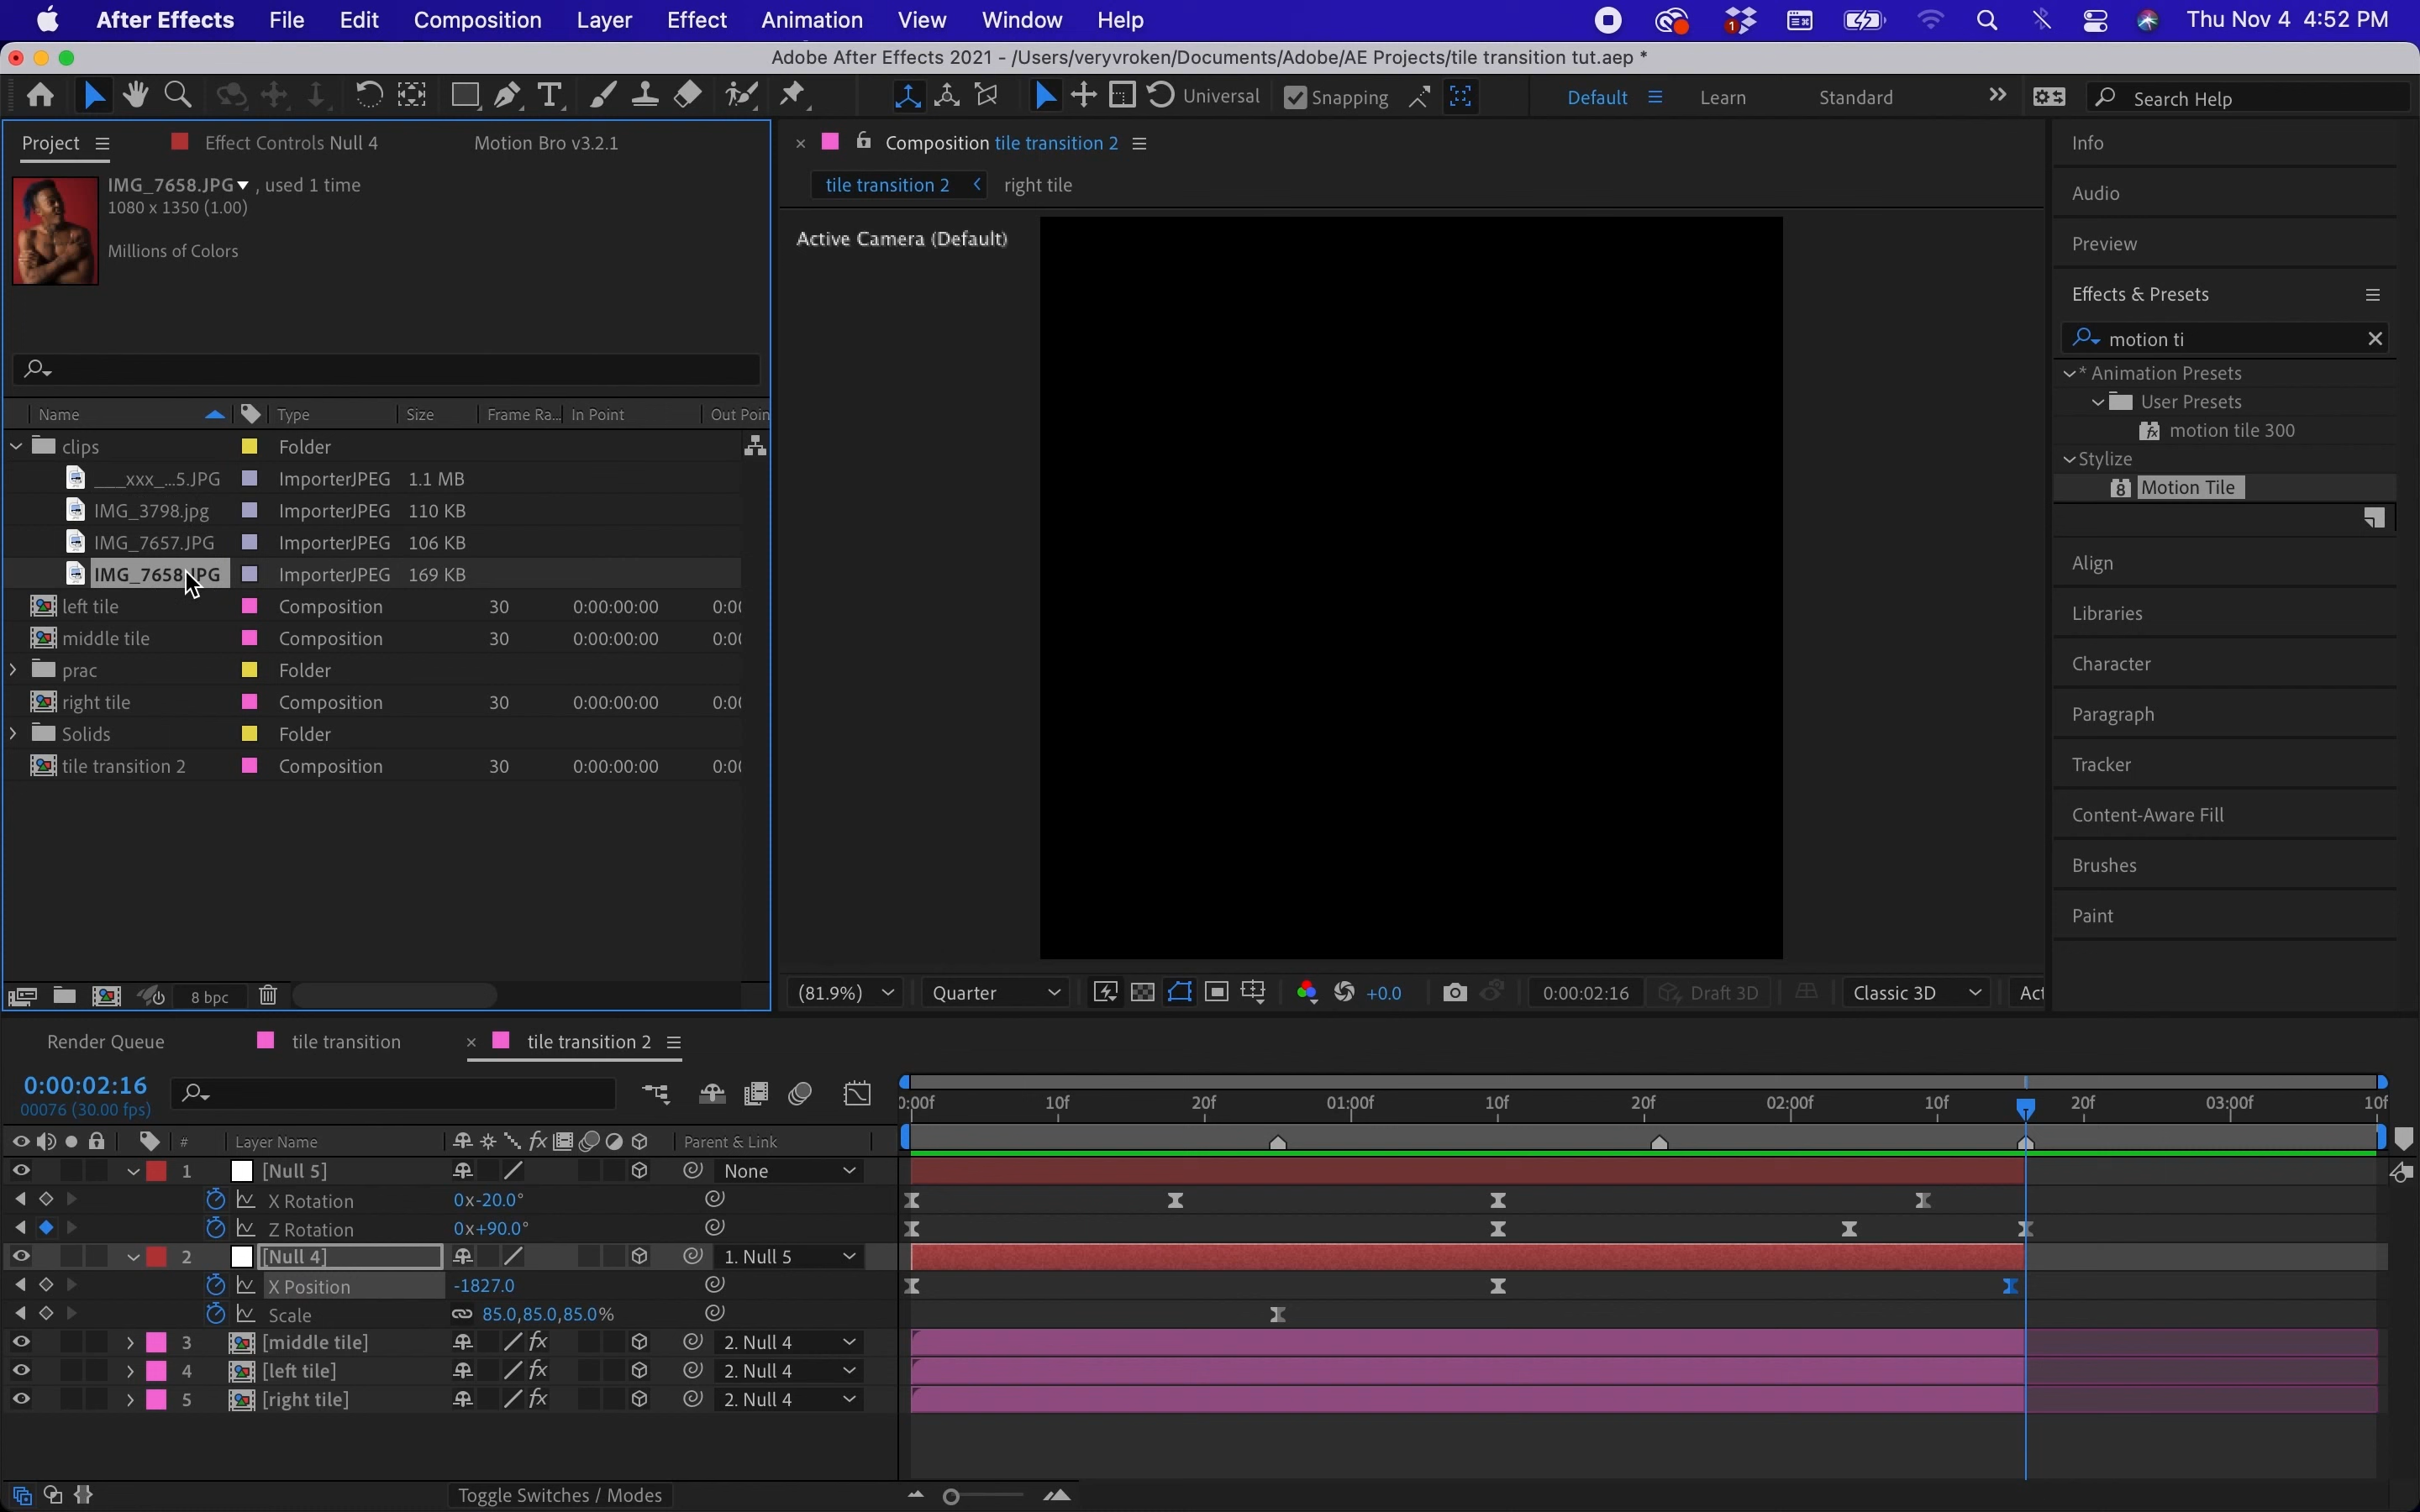 After Effects File Edit Composition Layer Effect Animation View Window Help 1 Thu Nov 4 4:52 PM
Adobe After Effects 2021 - /Users/veryvroken/Documents/Adobe/AE Projects/tile transition tut.aep *
Universal Snapping Default Learn Standard Search Help
Project Effect Controls Null 4 Motion Bro v3.2.1
IMG_7658.JPG , used 1 time
1080 x 1350 (1.00)
Millions of Colors
Name Type Size Frame Ra... In Point Out Poin
clips Folder
___xxx_...5.JPG ImporterJPEG 1.1 MB
IMG_3798.jpg ImporterJPEG 110 KB
IMG_7657.JPG ImporterJPEG 106 KB
IMG_7658.JPG ImporterJPEG 169 KB
left tile Composition 30 0:00:00:00 0:00
middle tile Composition 30 0:00:00:00 0:00
prac Folder
right tile Composition 30 0:00:00:00 0:00
Solids Folder
tile transition 2 Composition 30 0:00:00:00 0:00
8 bpc
Composition tile transition 2
tile transition 2 right tile
Active Camera (Default)
(81.9%) Quarter +0.0 0:00:02:16 Draft 3D Classic 3D Act
Info
Audio
Preview
Effects & Presets
motion ti
* Animation Presets
User Presets
motion tile 300
Stylize
8 Motion Tile
Align
Libraries
Character
Paragraph
Tracker
Content-Aware Fill
Brushes
Paint
Render Queue tile transition tile transition 2
0:00:02:16
00076 (30.00 fps)
0:00f 10f 20f 01:00f 10f 20f 02:00f 10f 20f 03:00f 10f
# Layer Name fx Parent & Link
1 [Null 5] None
X Rotation 0x-20.0°
Z Rotation 0x+90.0°
2 [Null 4] 1. Null 5
X Position -1827.0
Scale 85.0,85.0,85.0%
3 [middle tile] fx 2. Null 4
4 [left tile] fx 2. Null 4
5 [right tile] fx 2. Null 4
Toggle Switches / Modes